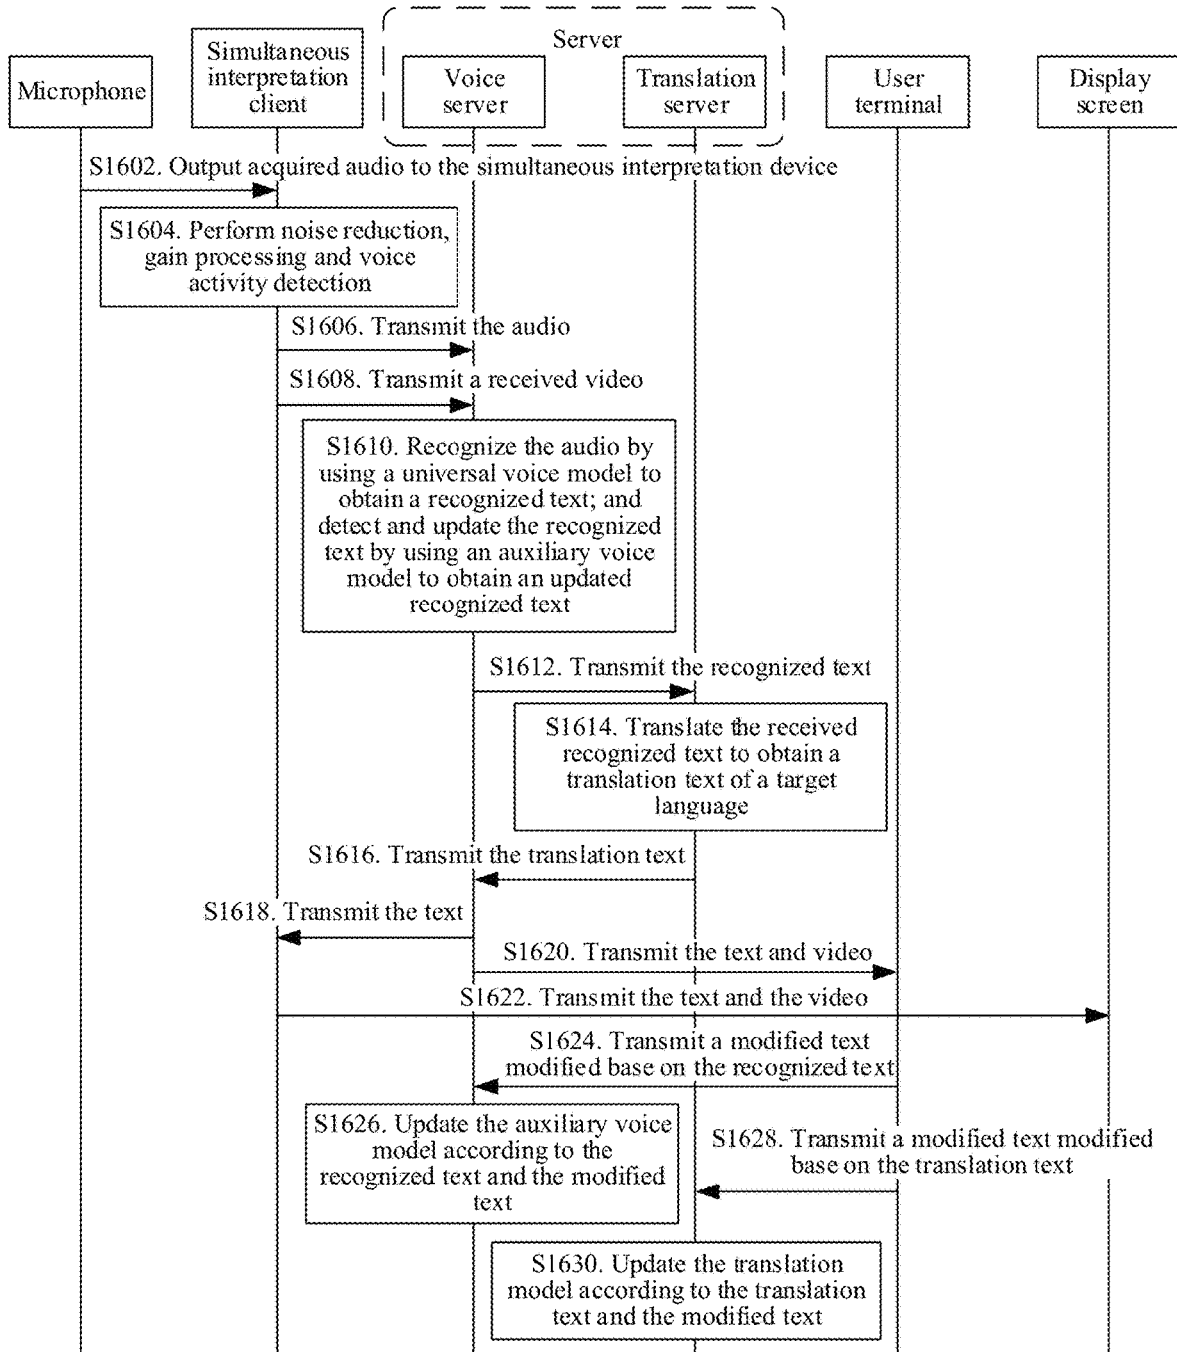 Server
Microphone
Simultaneous
interpretation
client
Voice
server
Translation
server
User
terminal
Display
screen
S1602. Output acquired audio to the simultaneous interpretation device
S1604. Perform noise reduction,
gain processing and voice
activity detection
S1606. Transmit the audio
S1608. Transmit a received video
S1610. Recognize the audio by
using a universal voice model to
obtain a recognized text; and
detect and update the recognized
text by using an auxiliary voice
model to obtain an updated
recognized text
S1612. Transmit the recognized text
S1614. Translate the received
recognized text to obtain a
translation text of a target
language
S1616. Transmit the translation text
S1618. Transmit the text
S1620. Transmit the text and video
S1622. Transmit the text and the video
S1624. Transmit a modified text
modified base on the recognized text
S1626. Update the auxiliary voice
model according to the
recognized text and the modified
text
S1628. Transmit a modified text modified
base on the translation text
S1630. Update the translation
model according to the translation
text and the modified text